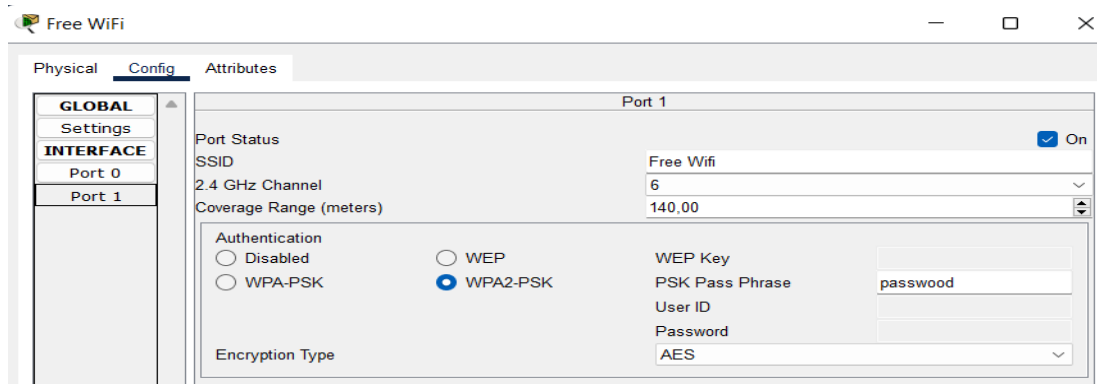 Free WiFi
Physical Config Attributes
GLOBAL
Settings
INTERFACE
Port 0
Port 1
Port 1
Port Status On
SSID Free Wifi
2.4 GHz Channel 6
Coverage Range (meters) 140,00
Authentication
Disabled WEP WEP Key
WPA-PSK WPA2-PSK PSK Pass Phrase passwood
User ID
Password
Encryption Type AES